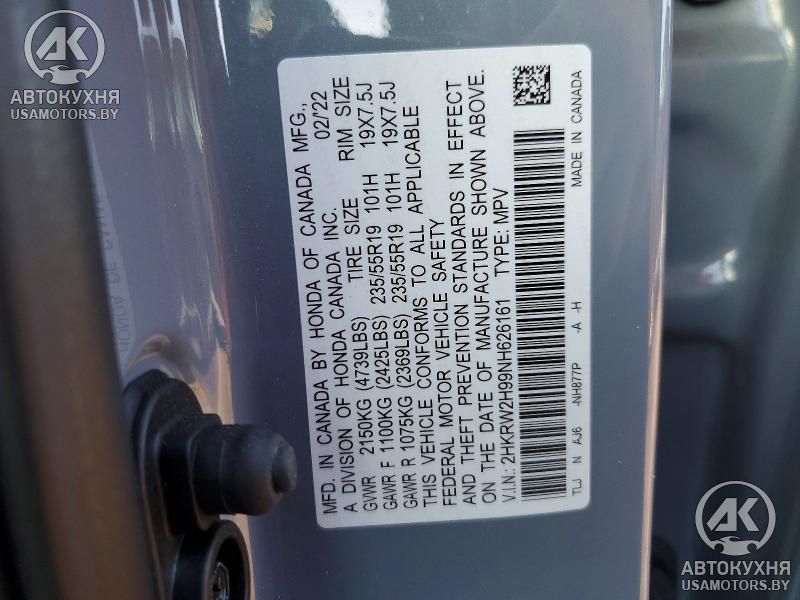 AK
АВТОКУХНЯ
USAMOTORS.BY
MFD. IN CANADA BY HONDA OF CANADA MFG.,
A DIVISION OF HONDA CANADA INC. 02/'22
GVWR 2150KG (4739LBS) TIRE SIZE RIM SIZE
GAWR F 1100KG (2425LBS) 235/55R19 101H 19X7.5J
GAWR R 1075KG (2369LBS) 235/55R19 101H 19X7.5J
THIS VEHICLE CONFORMS TO ALL APPLICABLE
FEDERAL MOTOR VEHICLE SAFETY
AND THEFT PREVENTION STANDARDS IN EFFECT
ON THE DATE OF MANUFACTURE SHOWN ABOVE.
V.I.N.: 2HKRW2H99NH626161 TYPE: MPV
TLJ N AJ6 -NH877P -A -H MADE IN CANADA
AK
АВТОКУХНЯ
USAMOTORS.BY